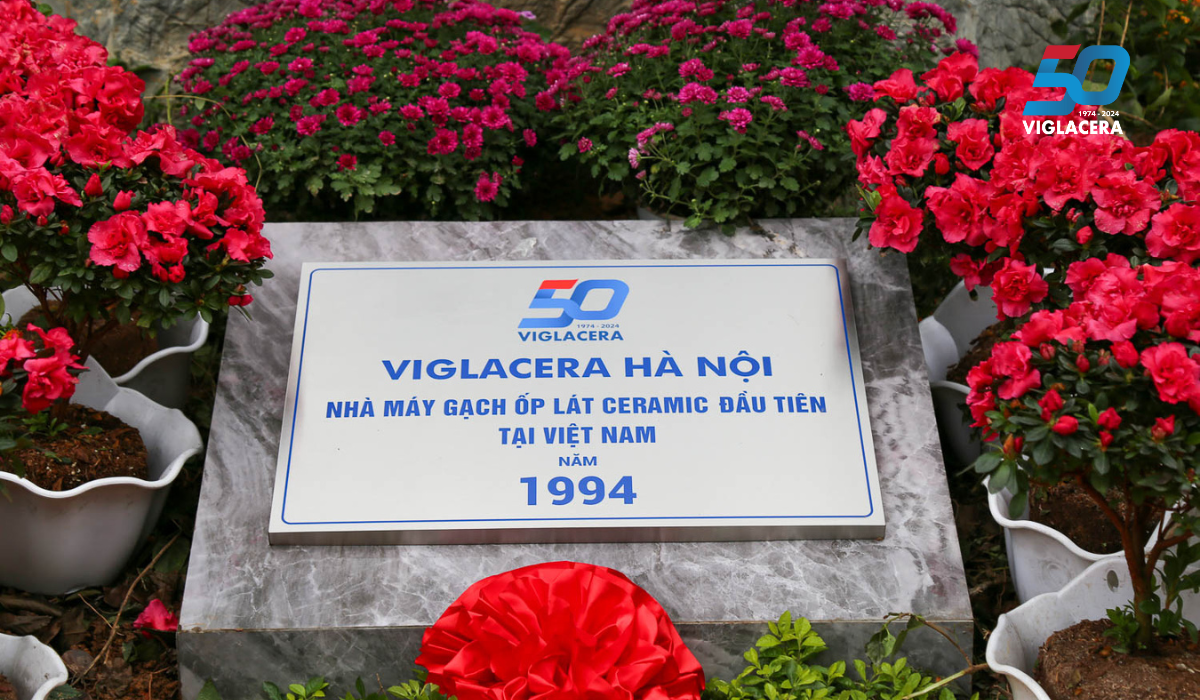 50
1974 - 2024
VIGLACERA
50
1974 - 2024
VIGLACERA
VIGLACERA HÀ NỘI
NHÀ MÁY GẠCH ỐP LÁT CERAMIC ĐẦU TIÊN
TẠI VIỆT NAM
NĂM
1994